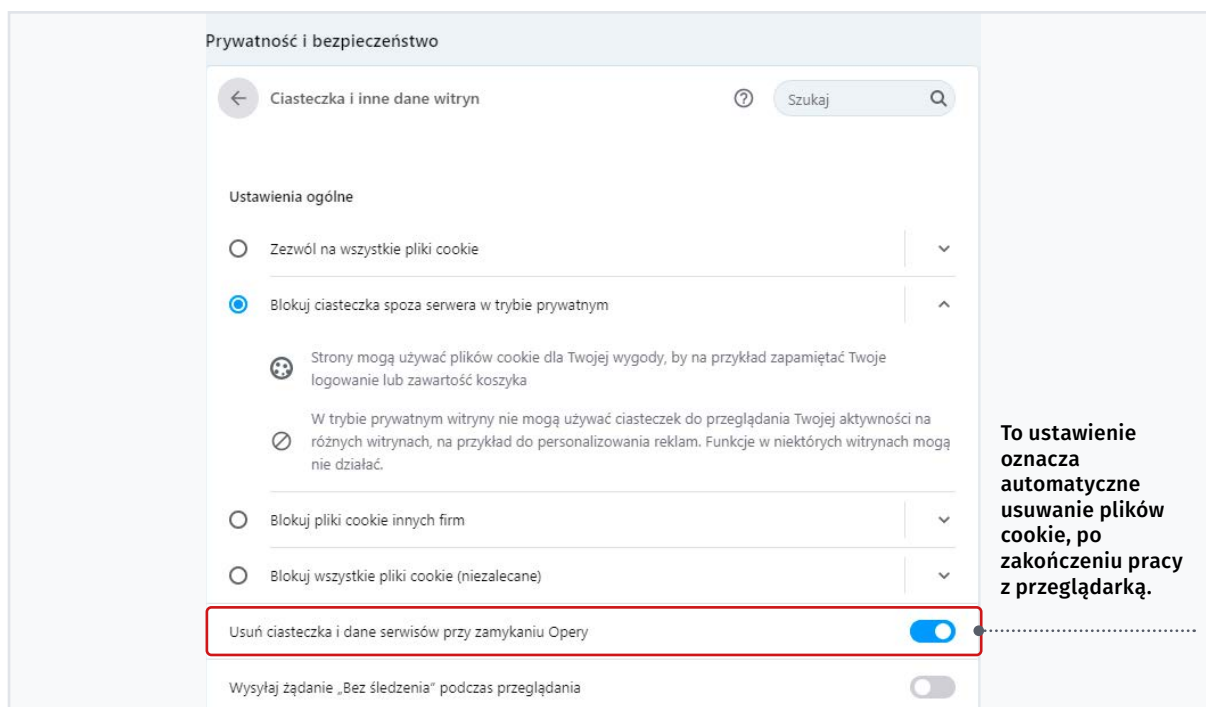 Prywatność i bezpieczeństwo
Ciasteczka i inne dane witryn
Szukaj
Ustawienia ogólne
Zezwól na wszystkie pliki cookie
Blokuj ciasteczka spoza serwera w trybie prywatnym
Strony mogą używać plików cookie dla Twojej wygody, by na przykład zapamiętać Twoje
logowanie lub zawartość koszyka
W trybie prywatnym witryny nie mogą używać ciasteczek do przeglądania Twojej aktywności na
różnych witrynach, na przykład do personalizowania reklam. Funkcje w niektórych witrynach mogą
nie działać.
Blokuj pliki cookie innych firm
Blokuj wszystkie pliki cookie (niezalecane)
Usuń ciasteczka i dane serwisów przy zamykaniu Opery
Wysyłaj żądanie „Bez śledzenia” podczas przeglądania
To ustawienie
oznacza
automatyczne
usuwanie plików
cookie, po
zakończeniu pracy
z przeglądarką.